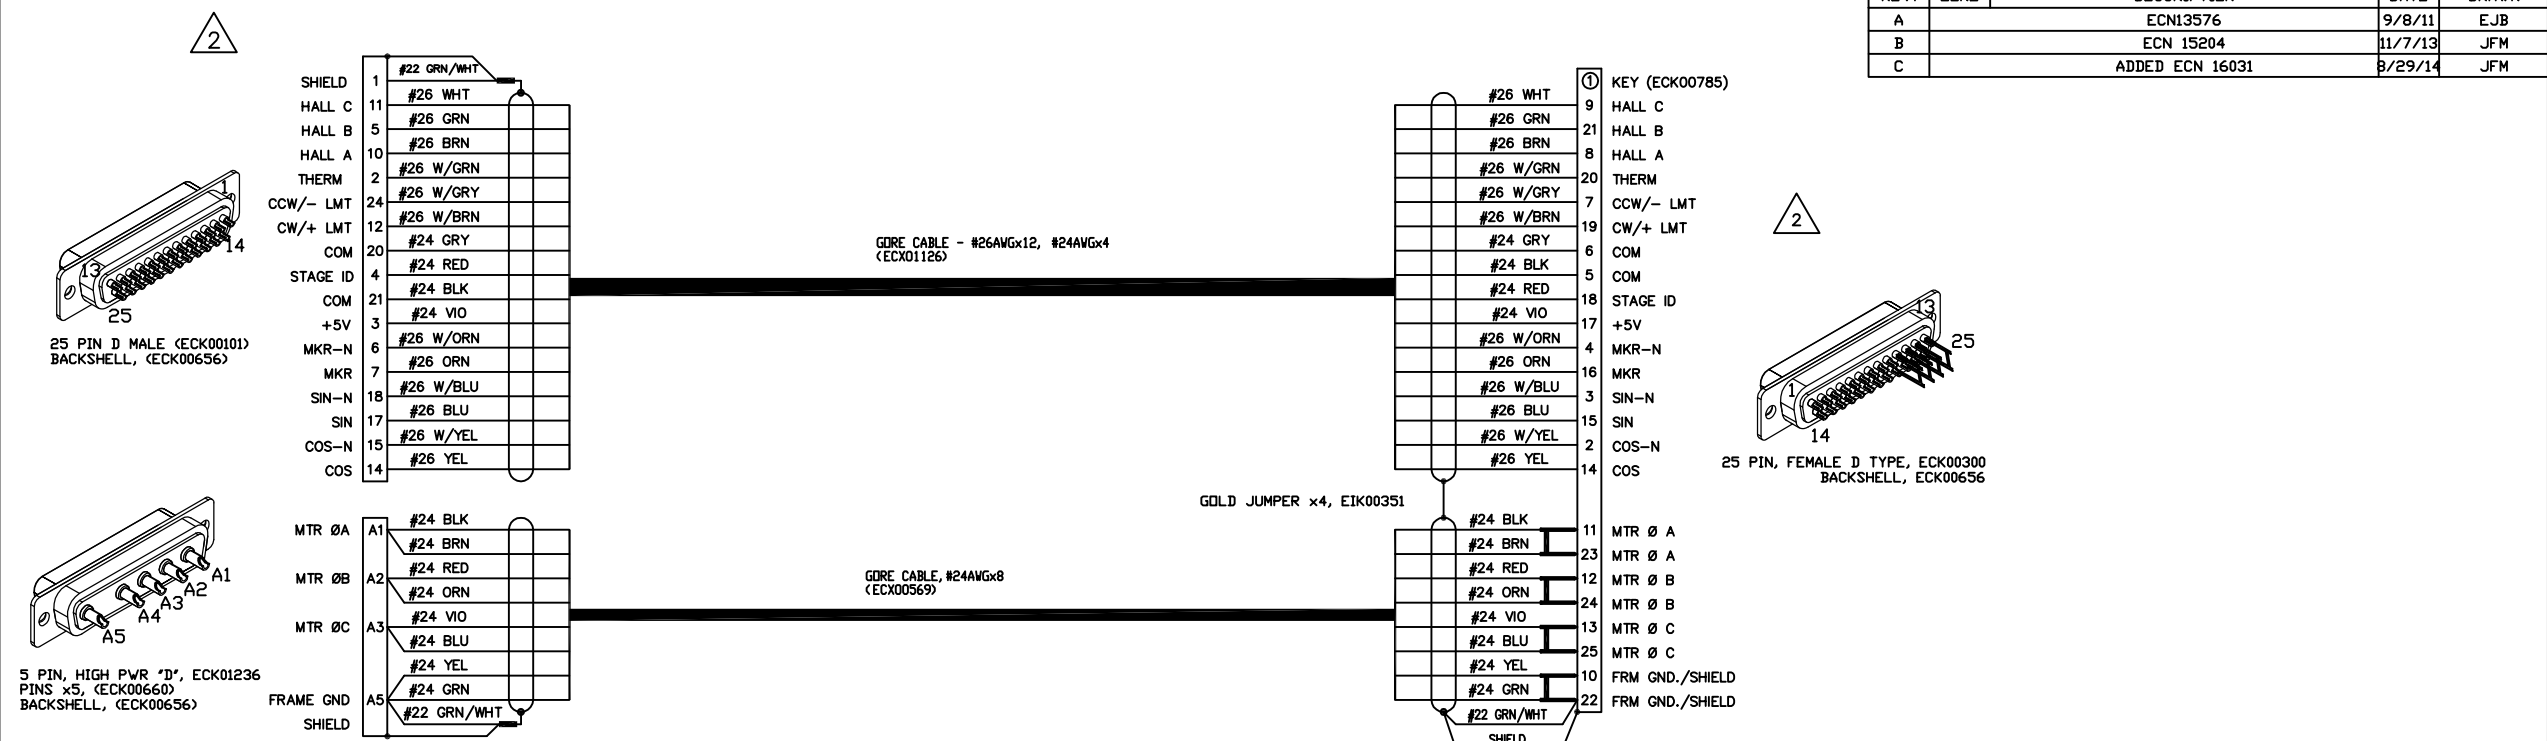 A ECN13576 9/8/11 EJB
B ECN 15204 11/7/13 JFM
C ADDED ECN 16031 8/29/14 JFM
2
SHIELD 1 #22 GRN/WHT
HALL C 11 #26 WHT
HALL B 5 #26 GRN
HALL A 10 #26 BRN
THERM 2 #26 W/GRN
CCW/- LMT 24 #26 W/GRY
CW/+ LMT 12 #26 W/BRN
COM 20 #24 GRY
STAGE ID 4 #24 RED
COM 21 #24 BLK
+5V 3 #24 VIO
MKR-N 6 #26 W/ORN
MKR 7 #26 ORN
SIN-N 18 #26 W/BLU
SIN 17 #26 BLU
COS-N 15 #26 W/YEL
COS 14 #26 YEL
1
14
13
25
25 PIN D MALE (ECK00101)
BACKSHELL, (ECK00656)
GORE CABLE - #26AWGx12, #24AWGx4
(ECX01126)
1 KEY (ECK00785)
#26 WHT 9 HALL C
#26 GRN 21 HALL B
#26 BRN 8 HALL A
#26 W/GRN 20 THERM
#26 W/GRY 7 CCW/- LMT
#26 W/BRN 19 CW/+ LMT
#24 GRY 6 COM
#24 BLK 5 COM
#24 RED 18 STAGE ID
#24 VIO 17 +5V
#26 W/ORN 4 MKR-N
#26 ORN 16 MKR
#26 W/BLU 3 SIN-N
#26 BLU 15 SIN
#26 W/YEL 2 COS-N
#26 YEL 14 COS
2
13
25
1
14
25 PIN, FEMALE D TYPE, ECK00300
BACKSHELL, ECK00656
GOLD JUMPER x4, EIK00351
MTR ØA A1 #24 BLK
#24 BRN
MTR ØB A2 #24 RED
#24 ORN
MTR ØC A3 #24 VIO
#24 BLU
#24 YEL
FRAME GND A5 #24 GRN
SHIELD #22 GRN/WHT
A1
A2
A3
A4
A5
5 PIN, HIGH PWR "D", ECK01236
PINS x5, (ECK00660)
BACKSHELL, (ECK00656)
GORE CABLE, #24AWGx8
(ECX00569)
#24 BLK 11 MTR Ø A
#24 BRN 23 MTR Ø A
#24 RED 12 MTR Ø B
#24 ORN 24 MTR Ø B
#24 VIO 13 MTR Ø C
#24 BLU 25 MTR Ø C
#24 YEL 10 FRM GND./SHIELD
#24 GRN 22 FRM GND./SHIELD
#22 GRN/WHT
SHIELD